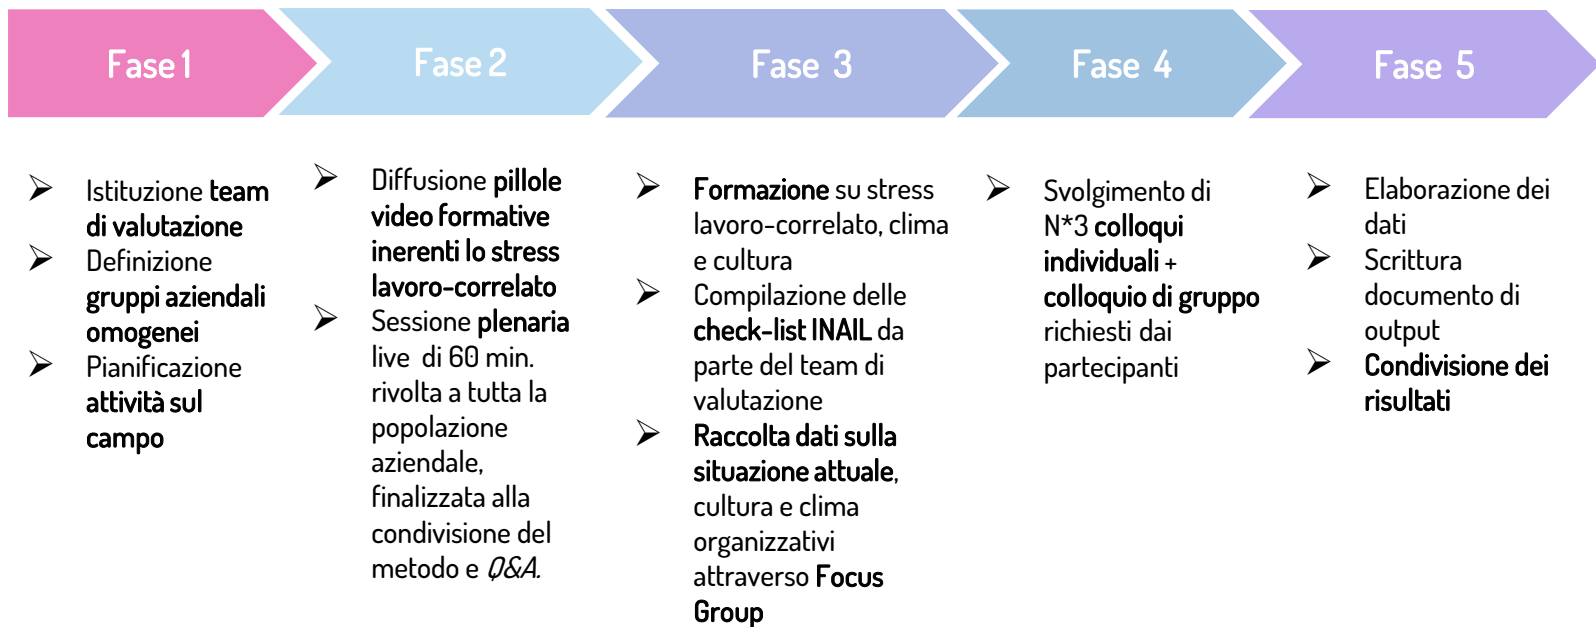 Fase 1
Fase 2
Fase 3
Fase 4
Fase 5
Istituzione team
di valutazione
Definizione
gruppi aziendali
omogenei
Pianificazione
attività sul
campo
Diffusione pillole
video formative
inerenti lo stress
lavoro-correlato
Sessione plenaria
live di 60 min.
rivolta a tutta la
popolazione
aziendale,
finalizzata alla
condivisione del
metodo e Q&A.
Formazione su stress
lavoro-correlato, clima
e cultura
Compilazione delle
check-list INAIL da
parte del team di
valutazione
Raccolta dati sulla
situazione attuale,
cultura e clima
organizzativi
attraverso Focus
Group
Svolgimento di
N*3 colloqui
individuali +
colloquio di gruppo
richiesti dai
partecipanti
Elaborazione dei
dati
Scrittura
documento di
output
Condivisione dei
risultati